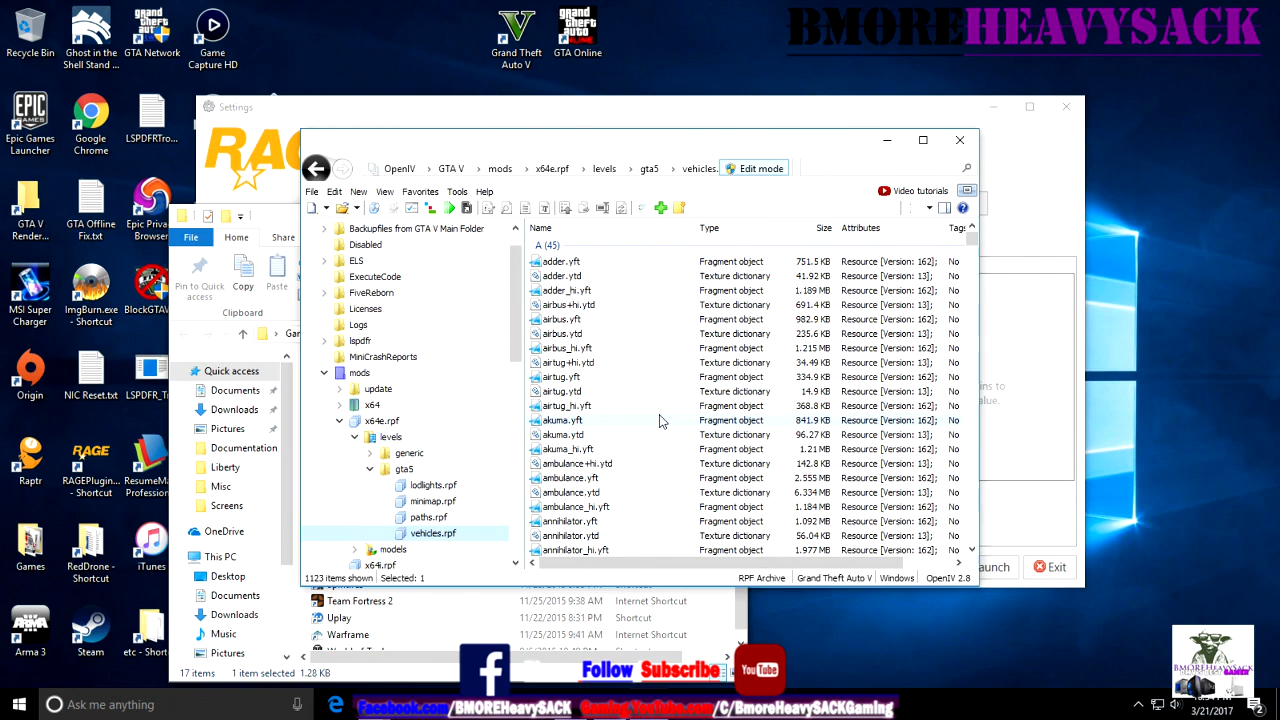 BMOREHEAVYSACK
Recycle Bin
Ghost in the Shell Stand ...
GTA Network
Game Capture HD
Grand Theft Auto V
GTA Online
Epic Games Launcher
Google Chrome
LSPDFRTro...
GTA V Render...
GTA Offline Fix.txt
Epic Privacy Browser
MSI Super Charger
ImgBurn.exe - Shortcut
BlockGTAV...
Origin
NIC Reset.txt
LSPDFR_Tr...
Raptr
RAGEPlugin... - Shortcut
ResumeMa... Profession...
Games
RedDrone - Shortcut
iTunes
Arma 3
Steam
etc - Shortcut
Settings
File Home Share
Pin to Quick access
Copy
Paste
Clipboard
Quick access
Documents
Downloads
Pictures
Documentation
Liberty
Misc
Screens
OneDrive
This PC
Desktop
Documents
Downloads
Music
Pictures
17 items 1 item selected 1.28 KB
OpenIV GTA V mods x64e.rpf levels gta5 vehicles. Edit mode
File Edit New View Favorites Tools Help
Video tutorials
Backupfiles from GTA V Main Folder
Disabled
ELS
ExecuteCode
FiveReborn
Licenses
Logs
lspdfr
MiniCrashReports
mods
update
x64
x64e.rpf
levels
generic
gta5
lodlights.rpf
minimap.rpf
paths.rpf
vehicles.rpf
models
x64i.rpf
Name Type Size Attributes Tags
A (45)
adder.yft Fragment object 751.5 KB Resource [Version: 162]; No
adder.ytd Texture dictionary 41.92 KB Resource [Version: 13]; No
adder_hi.yft Fragment object 1.189 MB Resource [Version: 162]; No
airbus+hi.ytd Texture dictionary 691.4 KB Resource [Version: 13]; No
airbus.yft Fragment object 982.9 KB Resource [Version: 162]; No
airbus.ytd Texture dictionary 235.6 KB Resource [Version: 13]; No
airbus_hi.yft Fragment object 1.215 MB Resource [Version: 162]; No
airtug+hi.ytd Texture dictionary 34.49 KB Resource [Version: 13]; No
airtug.yft Fragment object 334.9 KB Resource [Version: 162]; No
airtug.ytd Texture dictionary 14.9 KB Resource [Version: 13]; No
airtug_hi.yft Fragment object 368.8 KB Resource [Version: 162]; No
akuma.yft Fragment object 841.9 KB Resource [Version: 162]; No
akuma.ytd Texture dictionary 96.27 KB Resource [Version: 13]; No
akuma_hi.yft Fragment object 1.21 MB Resource [Version: 162]; No
ambulance+hi.ytd Texture dictionary 142.8 KB Resource [Version: 13]; No
ambulance.yft Fragment object 2.555 MB Resource [Version: 162]; No
ambulance.ytd Texture dictionary 6.334 MB Resource [Version: 13]; No
ambulance_hi.yft Fragment object 1.184 MB Resource [Version: 162]; No
annihilator.yft Fragment object 1.092 MB Resource [Version: 162]; No
annihilator.ytd Texture dictionary 56.04 KB Resource [Version: 13]; No
annihilator_hi.yft Fragment object 1.977 MB Resource [Version: 162]; No
1123 items shown Selected: 1 RPF Archive Grand Theft Auto V Windows OpenIV 2.8
aunch Exit
Team Fortress 2 11/25/2015 9:38 AM Internet Shortcut
Uplay 11/22/2015 8:31 PM Shortcut
Warframe 11/25/2015 9:41 AM Internet Shortcut
Follow Subscribe
YouTube
BMOREHEAVYSACK
Ask me anything
Facebook.com/BMOREHeavySACK Gaming.YouTube.com/C/BmoreHeavySACKGaming
3/21/2017